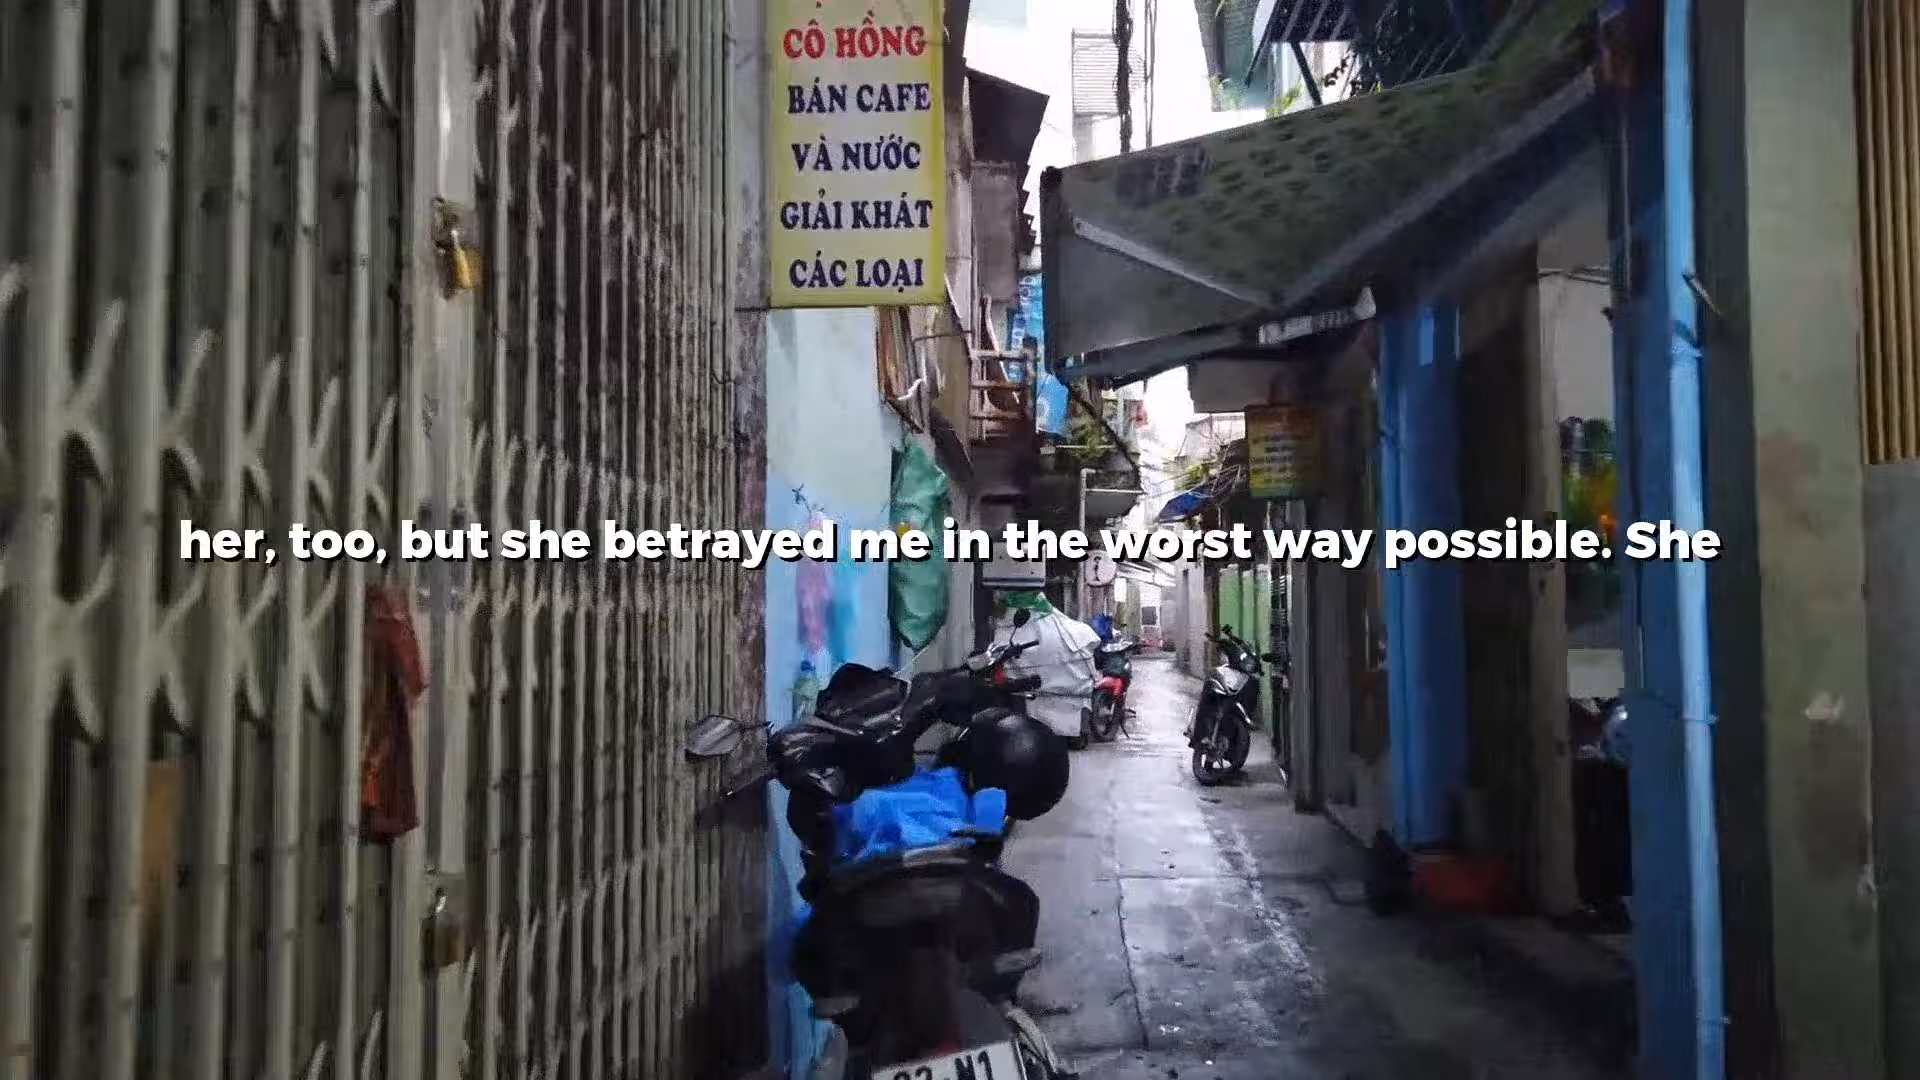 CÔ HỒNG
BÁN CAFE
VÀ NƯỚC
GIẢI KHÁT
CÁC LOẠI
her, too, but she betrayed me in the worst way possible. She